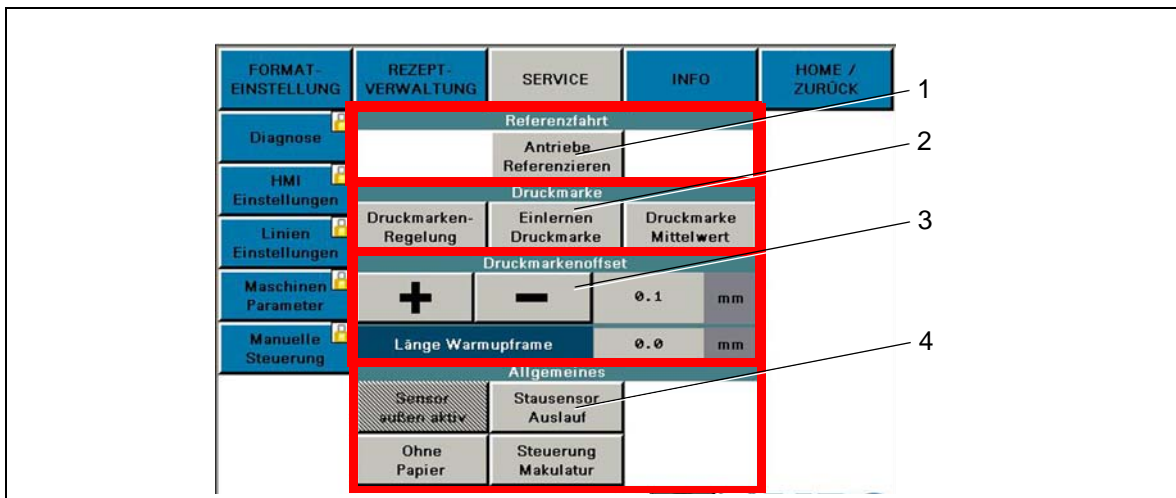 FORMAT-
EINSTELLUNG
REZEPT-
VERWALTUNG
SERVICE
INFO
HOME /
ZURÜCK
1
2
3
4
Diagnose
HMI
Einstellungen
Linien
Einstellungen
Maschinen
Parameter
Manuelle
Steuerung
Referenzfahrt
Antriebe
Referenzieren
Druckmarke
Druckmarken-
Regelung
Einlernen
Druckmarke
Druckmarke
Mittelwert
Druckmarkenoffset
+
−
0.1 mm
Länge Warmupframe 0.0 mm
Allgemeines
Sensor
außen aktiv
Stausensor
Auslauf
Ohne
Papier
Steuerung
Makulatur